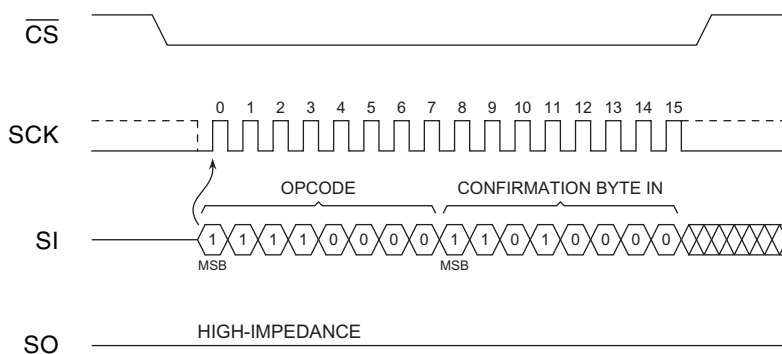 CS
0 1 2 3 4 5 6 7 8 9 10 11 12 13 14 15
SCK
OPCODE CONFIRMATION BYTE IN
SI 1 1 1 1 0 0 0 0 1 1 0 1 0 0 0 0
MSB MSB
HIGH-IMPEDANCE
SO